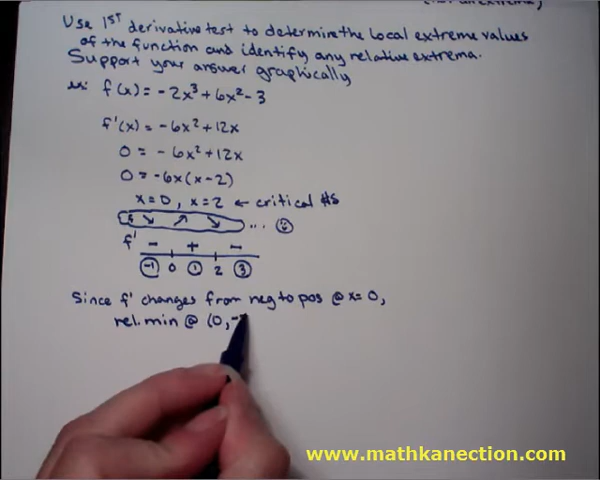 Use 1ST derivative test to determine the local extreme values
of the function and identify any relative extrema.
Support your answer graphically
ex: f(x) = -2x³ + 6x² - 3
f'(x) = -6x² + 12x
0 = -6x² + 12x
0 = -6x(x-2)
x = 0, x = 2 ← critical #s
f' - + -
-1 0 1 2 3
Since f' changes from neg to pos @ x = 0,
rel. min @ (0, -
www.mathkanection.com